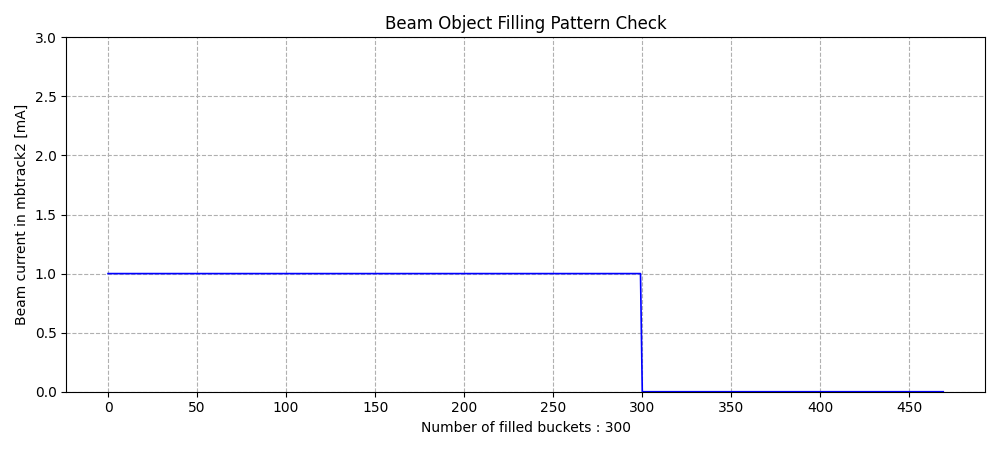 Beam Object Filling Pattern Check
Beam current in mbtrack2 [mA]
3.0
2.5
2.0
1.5
1.0
0.5
0.0
0 50 100 150 200 250 300 350 400 450
Number of filled buckets : 300